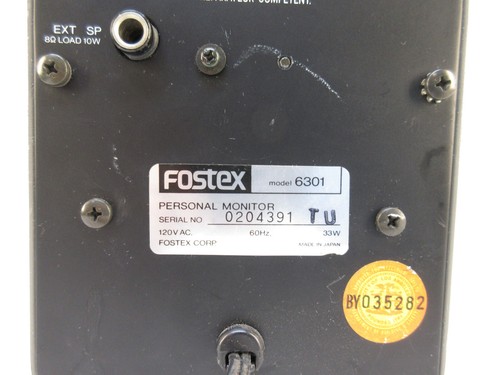 COMPETENT.
EXT SP
8Ω LOAD 10W
Fostex model 6301
PERSONAL MONITOR
SERIAL NO 0204391 TU
120V AC. 60Hz. 33W
FOSTEX CORP MADE IN JAPAN
BY035282